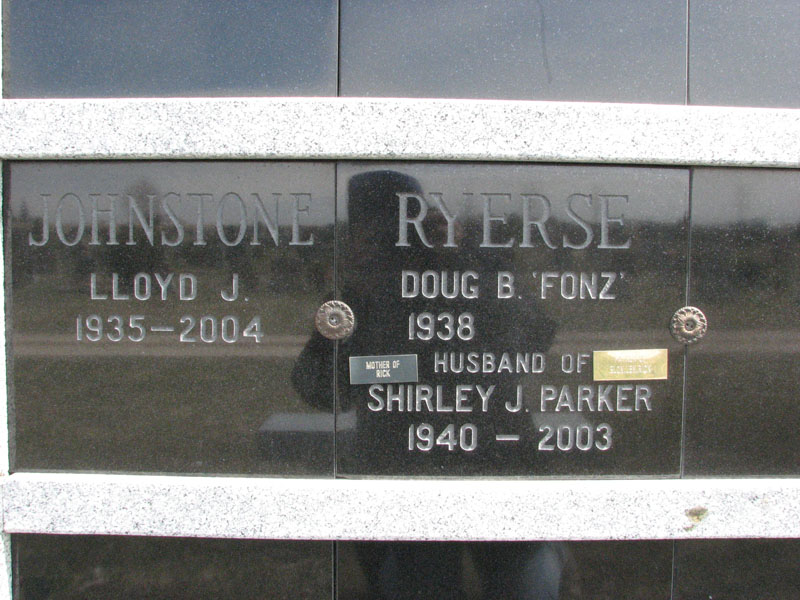 JOHNSTONE
LLOYD J.
1935-2004
RYERSE
DOUG B. 'FONZ'
1938
MOTHER OF
RICK
HUSBAND OF
SHIRLEY J. PARKER
1940 - 2003